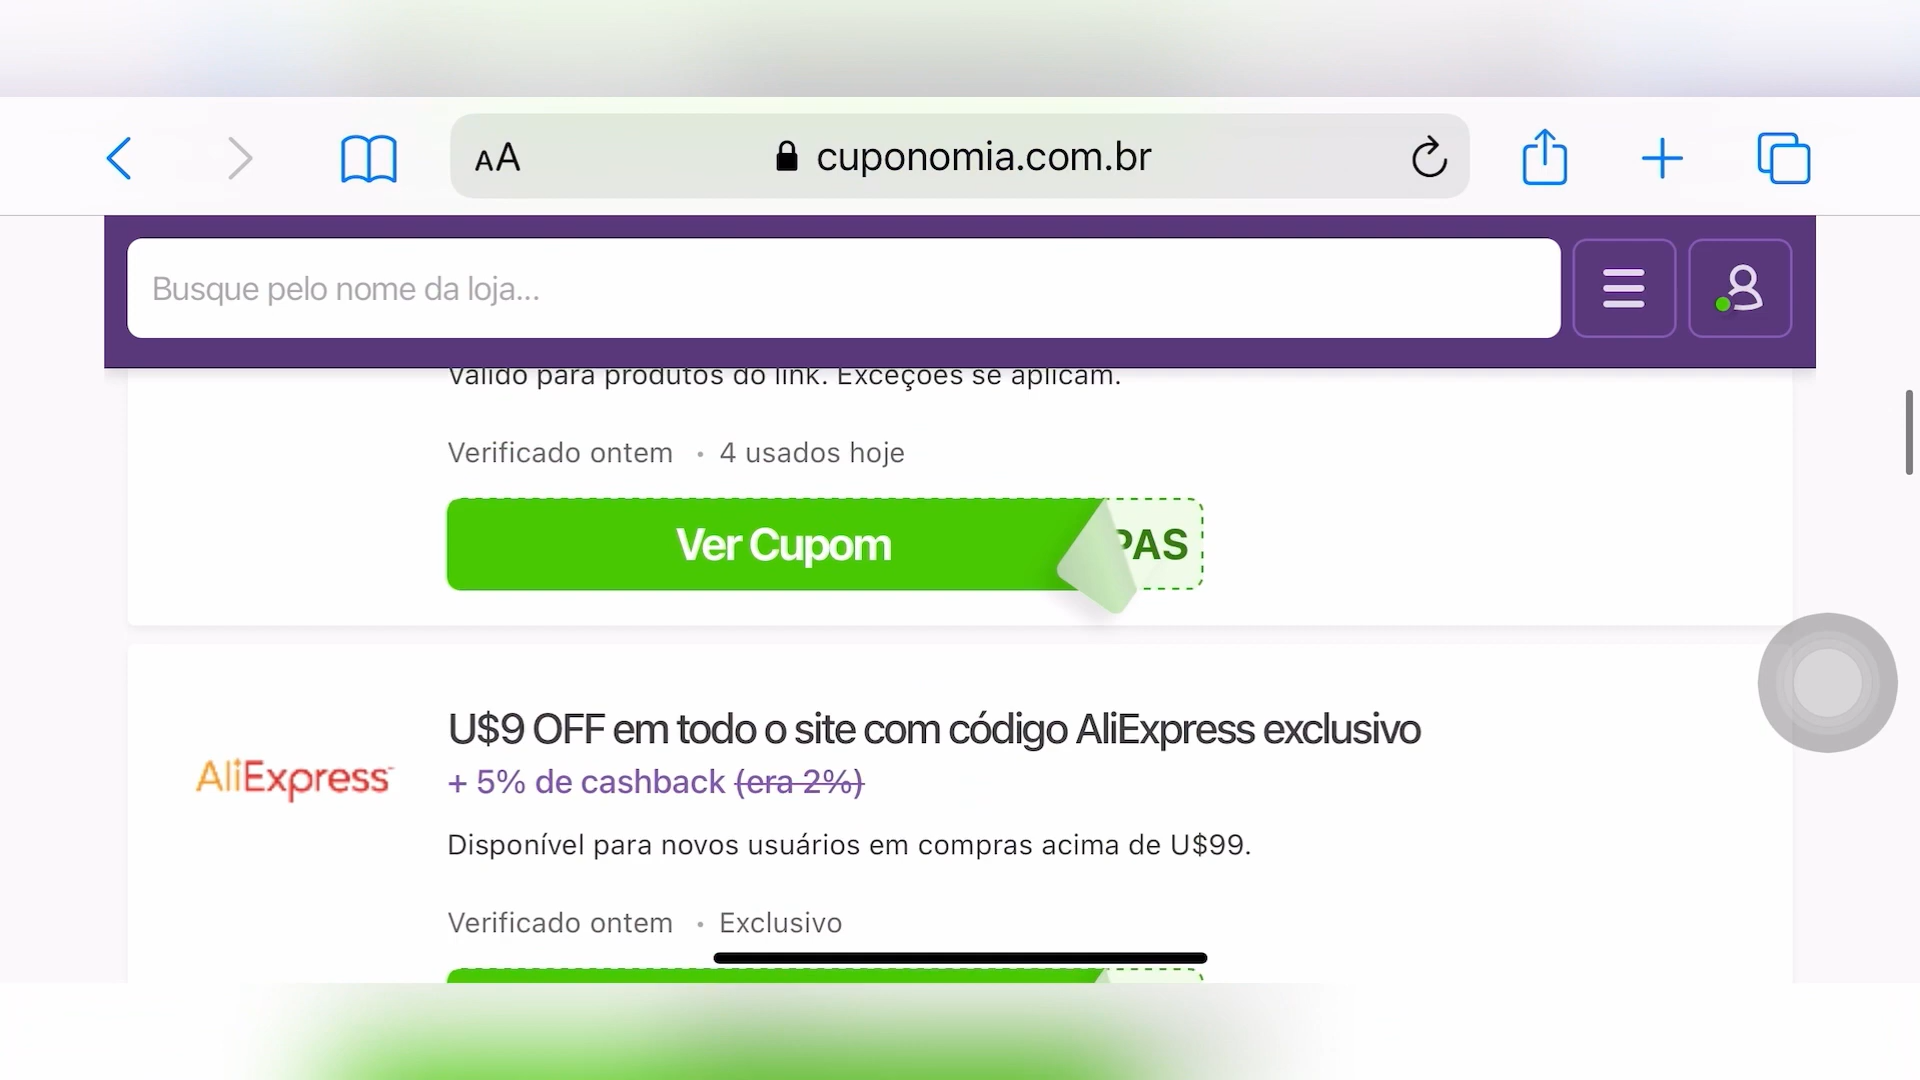 AA
cuponomia.com.br
Busque pelo nome da loja...
Válido para produtos do link. Exceções se aplicam.
Verificado ontem • 4 usados hoje
Ver Cupom
PAS
U$9 OFF em todo o site com código AliExpress exclusivo
AliExpress
+ 5% de cashback (era 2%)
Disponível para novos usuários em compras acima de U$99.
Verificado ontem • Exclusivo